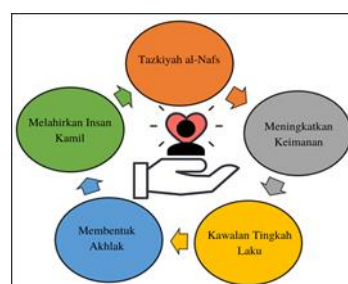 Tazkiyah al-Nafs
Meningkatkan
Keimanan
Kawalan Tingkah
Laku
Membentuk
Akhlak
Melahirkan Insan
Kamil